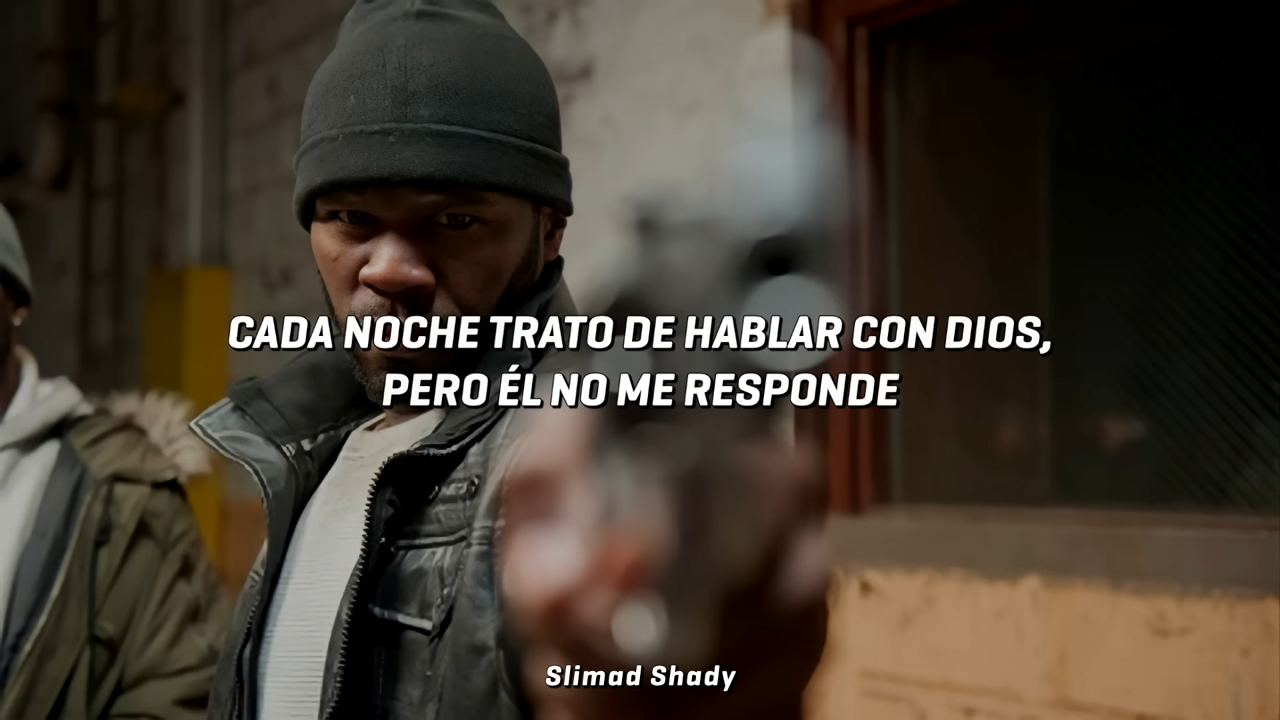 CADA NOCHE TRATO DE HABLAR CON DIOS,
PERO ÉL NO ME RESPONDE
Slimad Shady